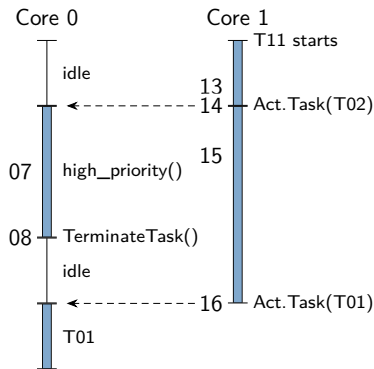 Core 0 Core 1
T11 starts
idle
13
14 Act.Task(T02)
15
07 high_priority()
08 TerminateTask()
idle
16 Act.Task(T01)
T01